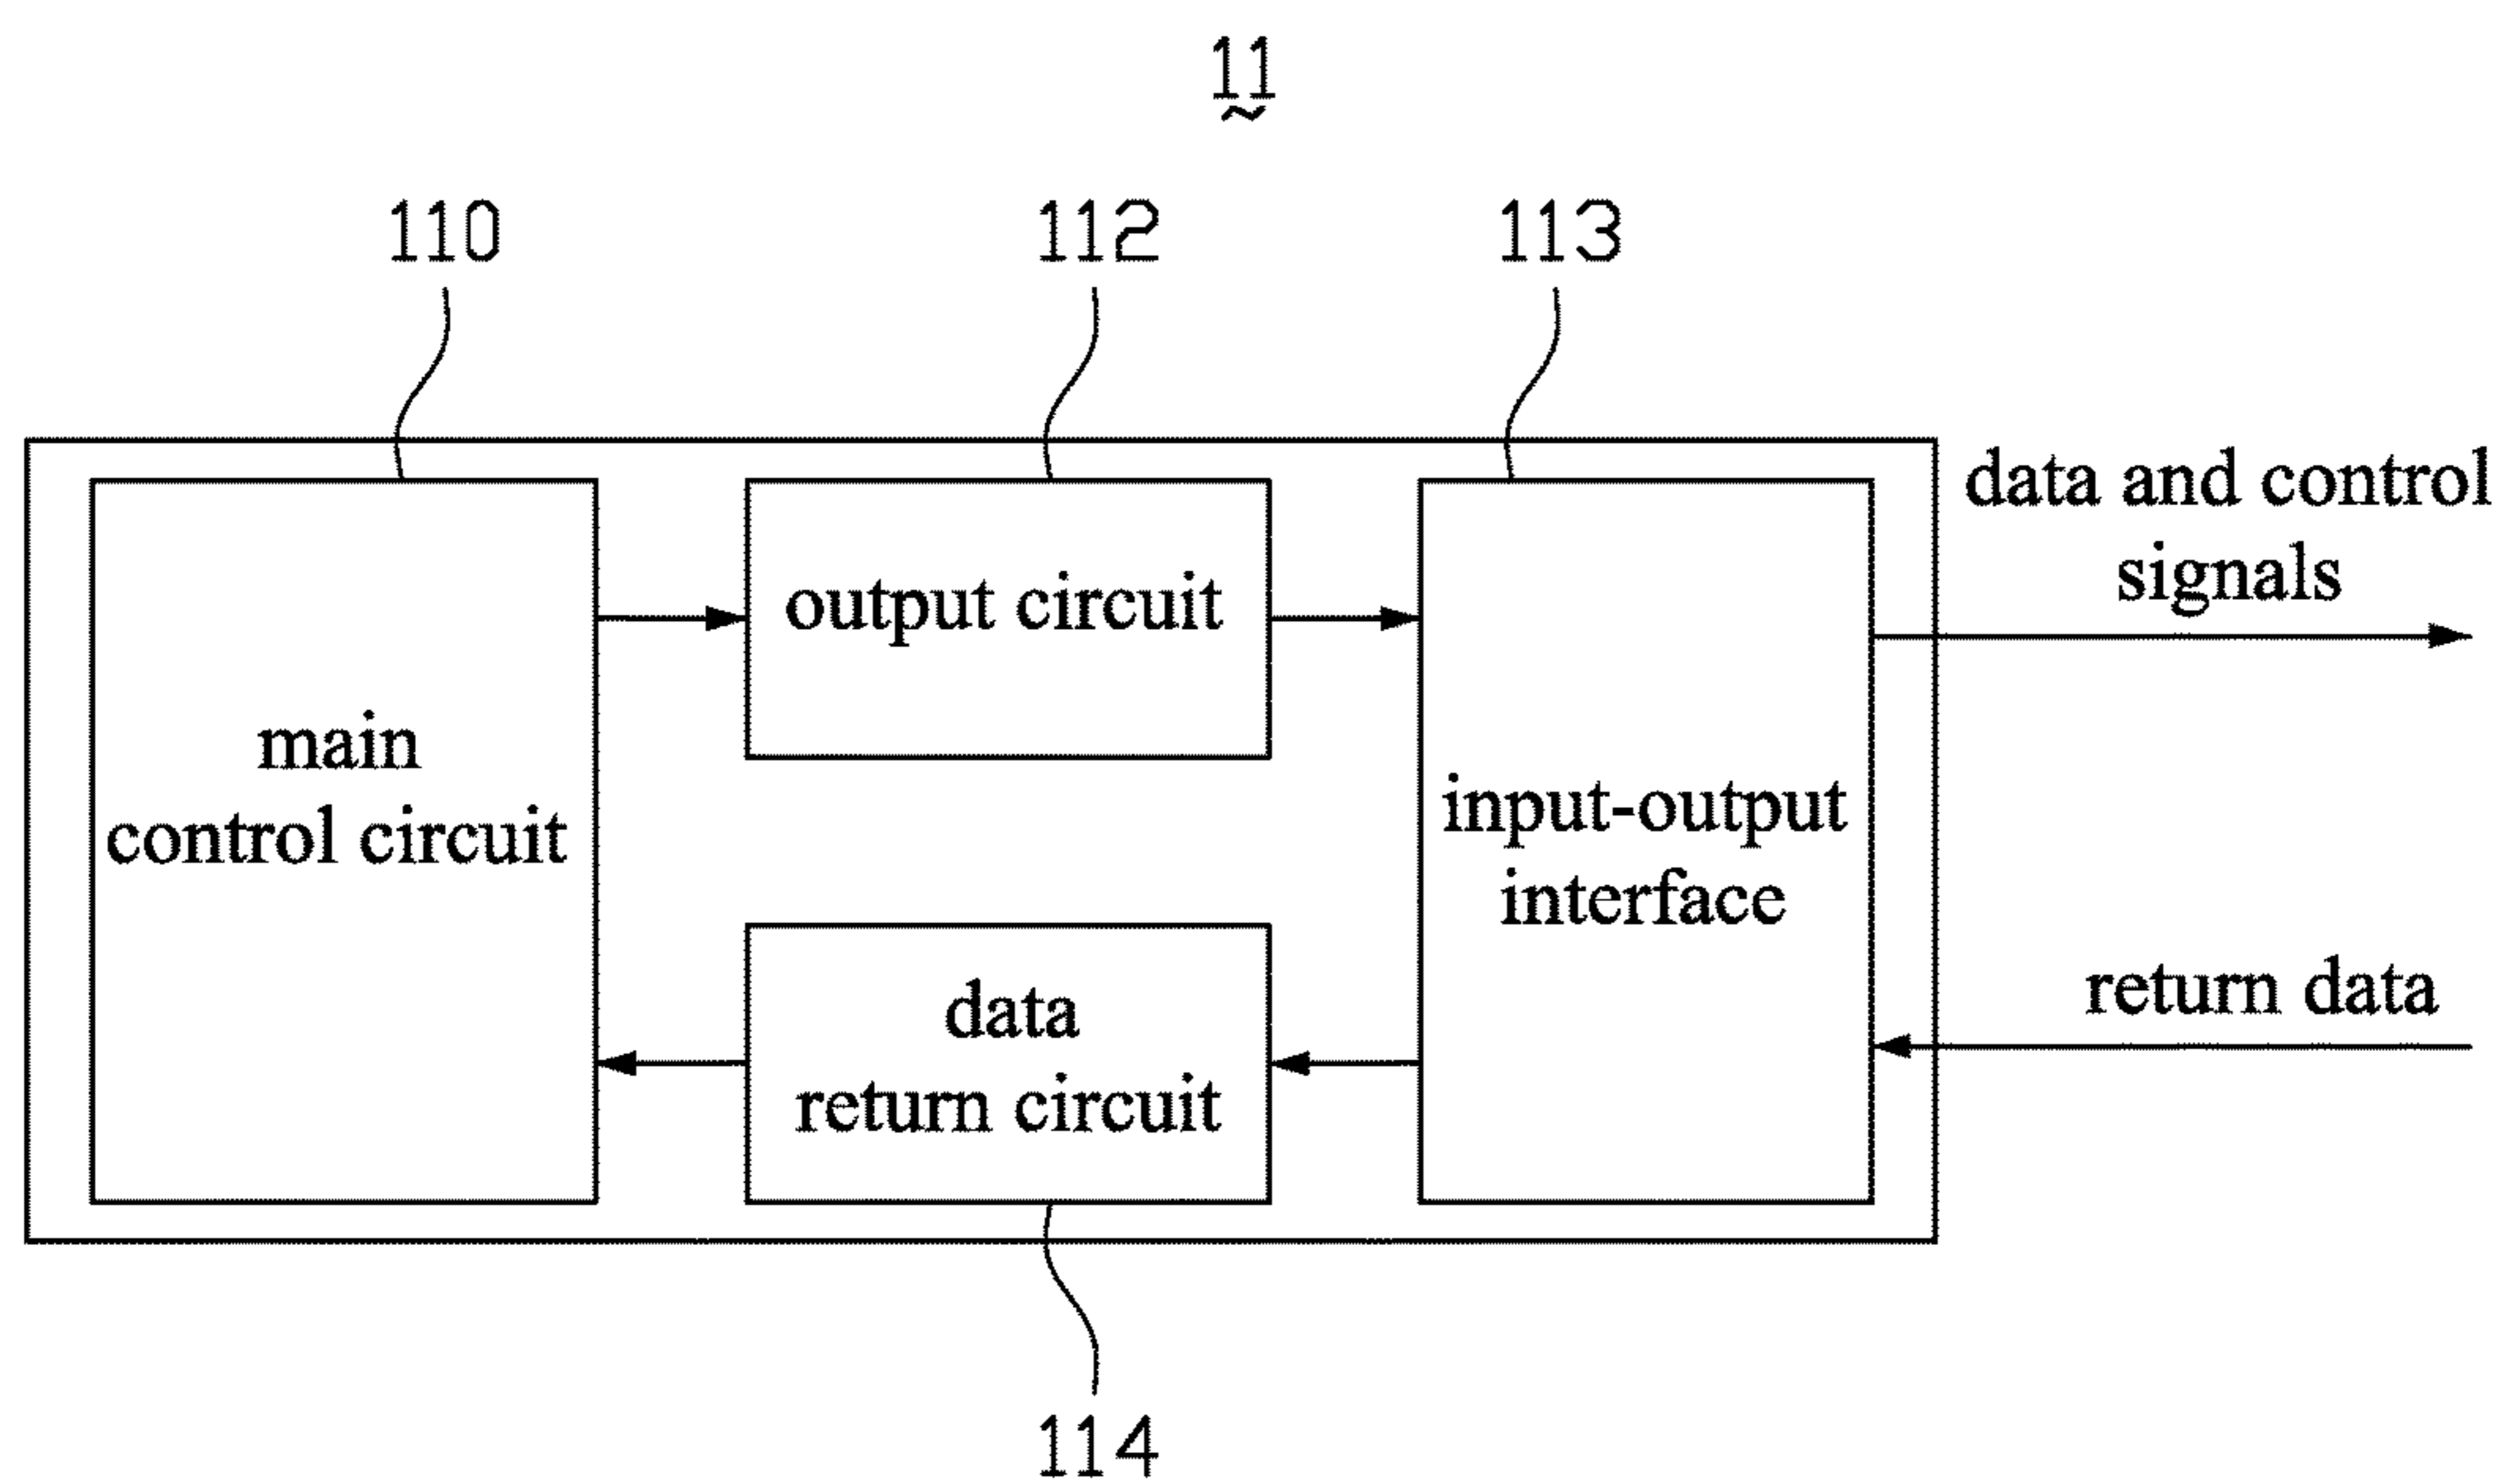 11
110
112
113
data and control
signals
output circuit
main
control circuit
input-output
interface
return data
data
return circuit
114